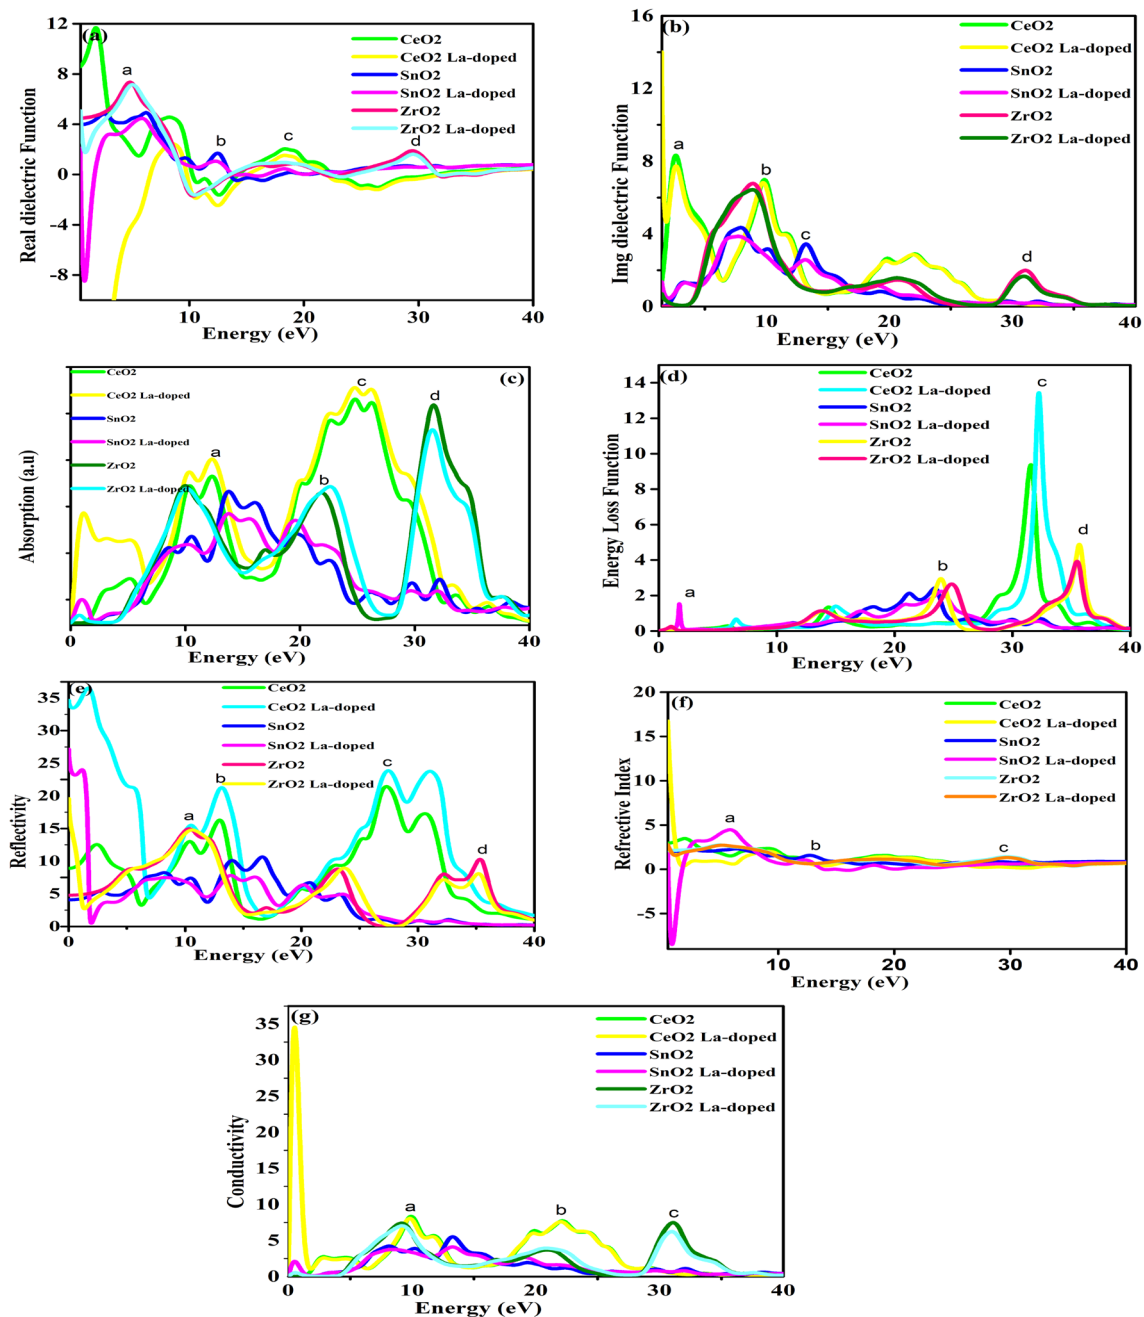 (a)
Real dielectric Function
12
8
4
0
-8
a
b
c
d
CeO2
CeO2 La-doped
SnO2
SnO2 La-doped
ZrO2
ZrO2 La-doped
10
20
30
40
Energy (eV)
(b)
Img dielectric Function
16
12
8
4
0
a
b
c
d
CeO2
CeO2 La-doped
SnO2
SnO2 La-doped
ZrO2
ZrO2 La-doped
10
20
30
40
Energy (eV)
(c)
Absorption (a.u)
CeO2
CeO2 La-doped
SnO2
SnO2 La-doped
ZrO2
ZrO2 La-doped
a
b
c
d
0
10
20
30
40
Energy (eV)
(d)
Energy Loss Function
14
12
10
8
6
4
2
0
a
b
c
d
CeO2
CeO2 La-doped
SnO2
SnO2 La-doped
ZrO2
ZrO2 La-doped
0
10
20
30
40
Energy (eV)
(e)
Reflectivity
35
30
25
20
15
10
5
0
a
b
c
d
CeO2
CeO2 La-doped
SnO2
SnO2 La-doped
ZrO2
ZrO2 La-doped
0
10
20
30
40
Energy (eV)
(f)
Refrective Index
20
15
10
5
0
-5
a
b
c
CeO2
CeO2 La-doped
SnO2
SnO2 La-doped
ZrO2
ZrO2 La-doped
10
20
30
40
Energy (eV)
(g)
Conductivity
35
30
25
20
15
10
5
0
a
b
c
CeO2
CeO2 La-doped
SnO2
SnO2 La-doped
ZrO2
ZrO2 La-doped
0
10
20
30
40
Energy (eV)